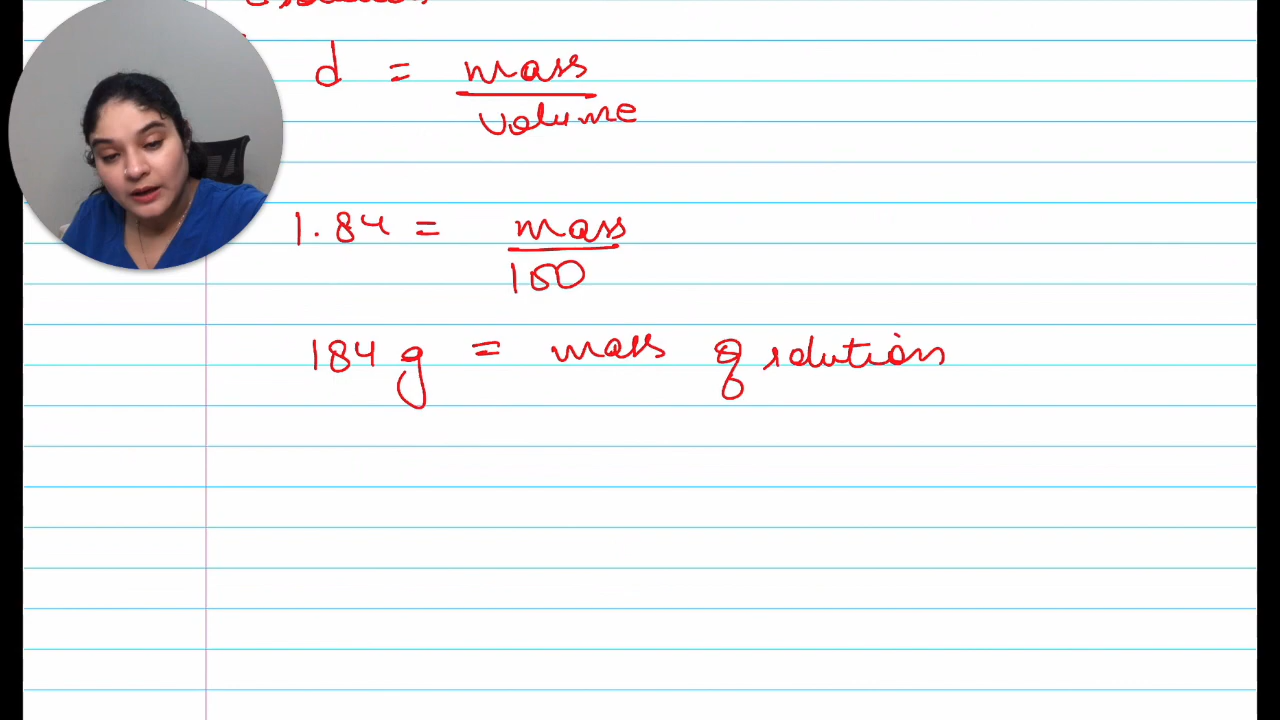 d = mass
volume
1.84 = mass
100
184 g = mass of solution